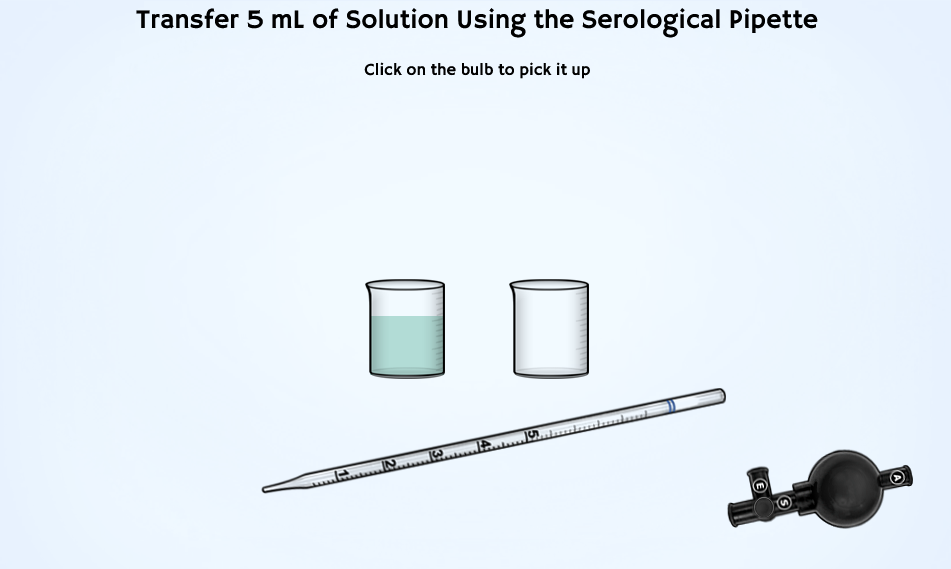 Transfer 5 mL of Solution Using the Serological Pipette
Click on the bulb to pick it up
1 2 3 4 5
E S A